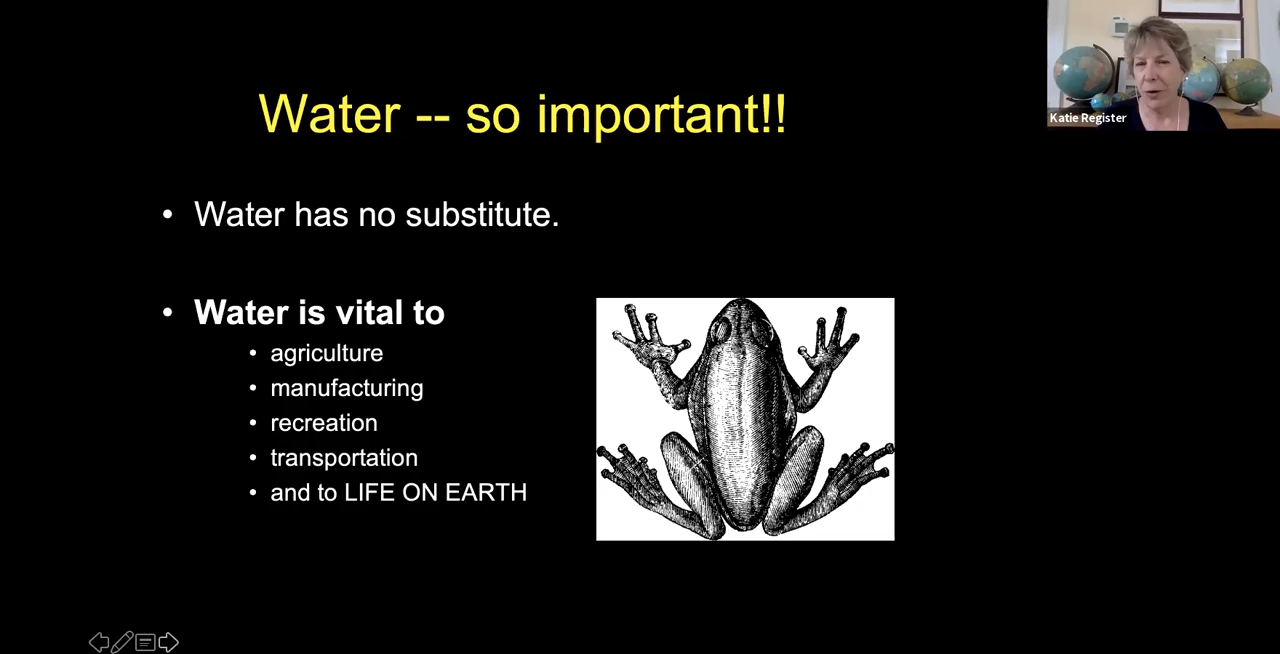 Water -- so important!!
Katie Register
• Water has no substitute.
• Water is vital to
• agriculture
• manufacturing
• recreation
• transportation
• and to LIFE ON EARTH